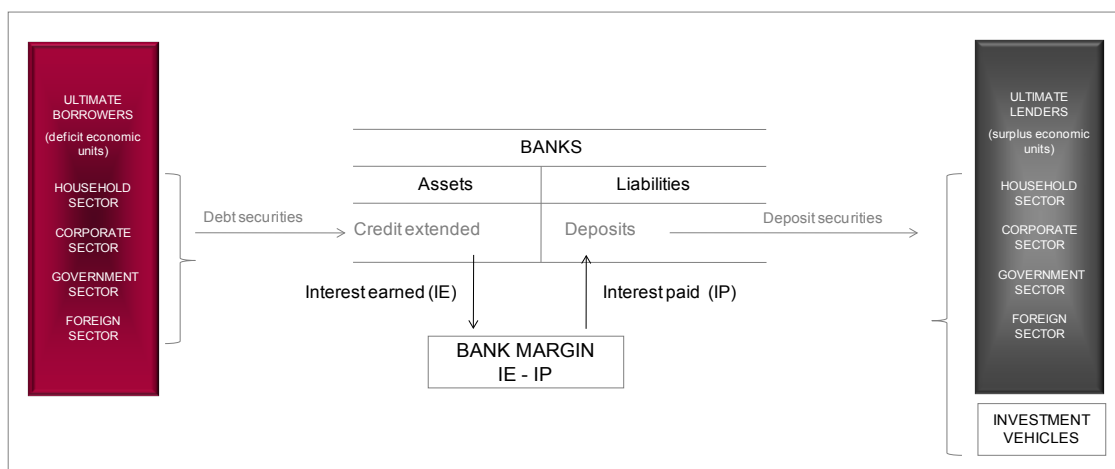 ULTIMATE
BORROWERS
(deficit economic
units)
HOUSEHOLD
SECTOR
CORPORATE
SECTOR
GOVERNMENT
SECTOR
FOREIGN
SECTOR
Debt securities
BANKS
Assets
Liabilities
Credit extended
Deposits
Interest earned (IE)
Interest paid (IP)
BANK MARGIN
IE - IP
Deposit securities
ULTIMATE
LENDERS
(surplus economic
units)
HOUSEHOLD
SECTOR
CORPORATE
SECTOR
GOVERNMENT
SECTOR
FOREIGN
SECTOR
INVESTMENT
VEHICLES